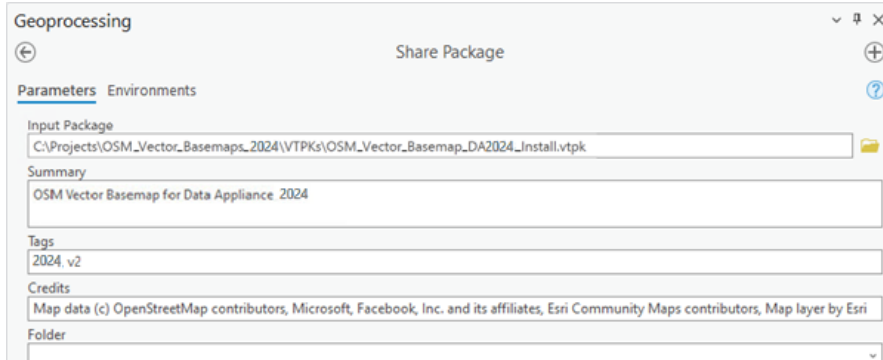 Geoprocessing
Share Package
Parameters Environments
Input Package
C:\Projects\OSM_Vector_Basemaps_2024\VTPKs\OSM_Vector_Basemap_DA2024_Install.vtpk
Summary
OSM Vector Basemap for Data Appliance 2024
Tags
2024, v2
Credits
Map data (c) OpenStreetMap contributors, Microsoft, Facebook, Inc. and its affiliates, Esri Community Maps contributors, Map layer by Esri
Folder